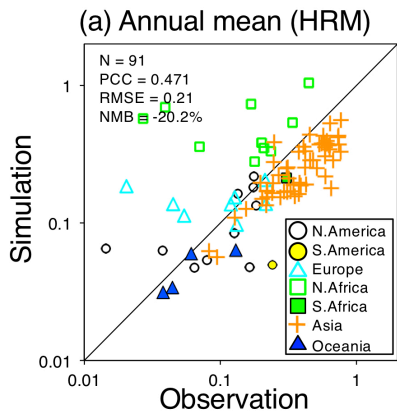 (a) Annual mean (HRM)
N = 91
PCC = 0.471
RMSE = 0.21
NMB = -20.2%
Simulation
1
0.1
0.01
N.America
S.America
Europe
N.Africa
S.Africa
Asia
Oceania
0.01
0.1
1
Observation